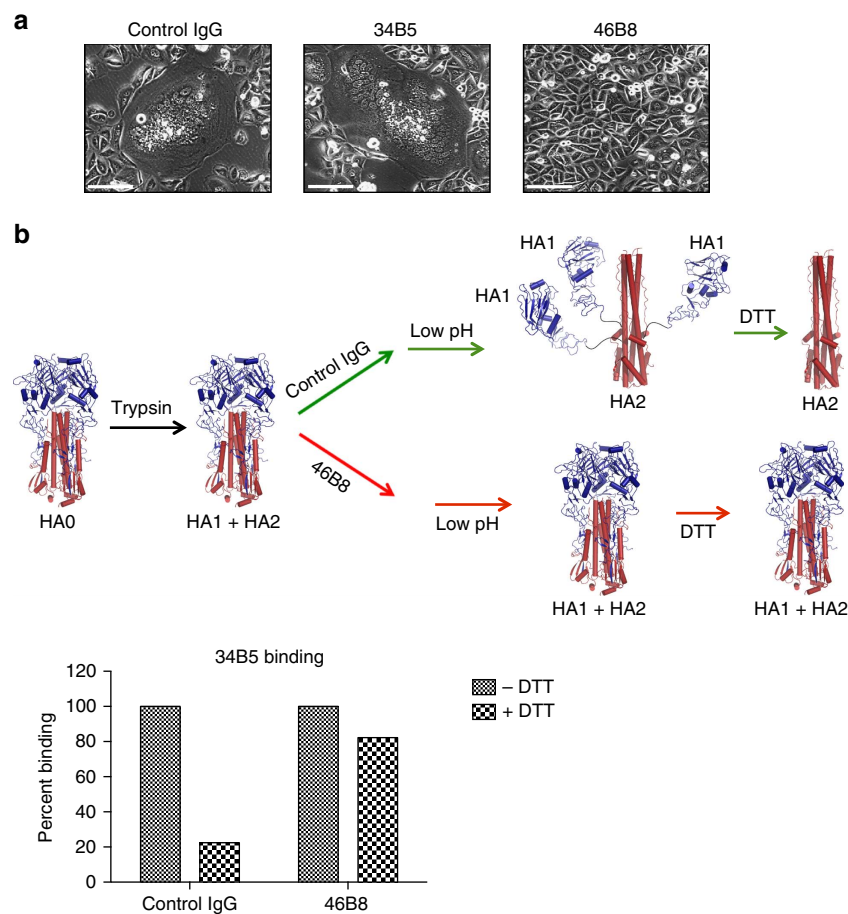 a
Control IgG
34B5
46B8
b
HA1
HA1
HA1
Control IgG
Low pH
DTT
Trypsin
HA2
HA2
46B8
HA0
HA1 + HA2
Low pH
DTT
HA1 + HA2
HA1 + HA2
34B5 binding
120
100
80
60
40
20
0
Percent binding
– DTT
+ DTT
Control IgG
46B8